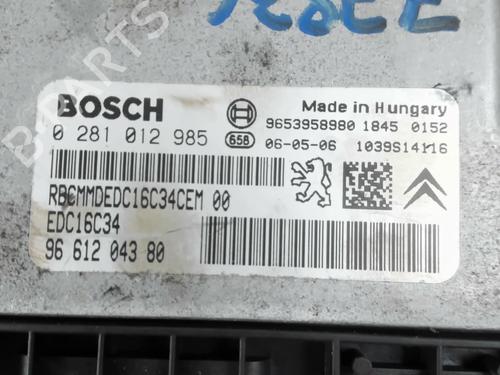 BOSCH
Made in Hungary
0 281 012 985
9653958980 1845 0152
658 06-05-06 1039S14116
RBCMMDEDC16C34CEM 00
EDC16C34
96 612 043 80
B-PARTS